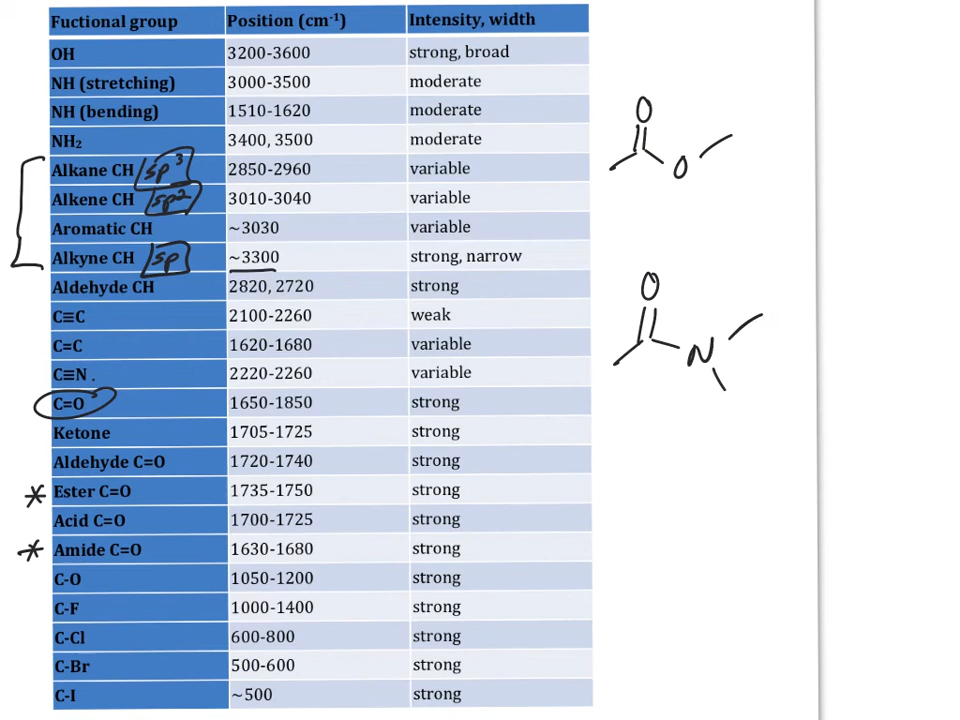 Fuctional group Position (cm-1) Intensity, width
OH 3200-3600 strong, broad
NH (stretching) 3000-3500 moderate
NH (bending) 1510-1620 moderate
NH₂ 3400, 3500 moderate
Alkane CH sp³ 2850-2960 variable
Alkene CH sp² 3010-3040 variable
Aromatic CH ~3030 variable
Alkyne CH sp ~3300 strong, narrow
Aldehyde CH 2820, 2720 strong
C≡C 2100-2260 weak
C=C 1620-1680 variable
C≡N . 2220-2260 variable
C=O 1650-1850 strong
Ketone 1705-1725 strong
Aldehyde C=O 1720-1740 strong
* Ester C=O 1735-1750 strong
Acid C=O 1700-1725 strong
* Amide C=O 1630-1680 strong
C-O 1050-1200 strong
C-F 1000-1400 strong
C-Cl 600-800 strong
C-Br 500-600 strong
C-I ~500 strong
O
O
O
N